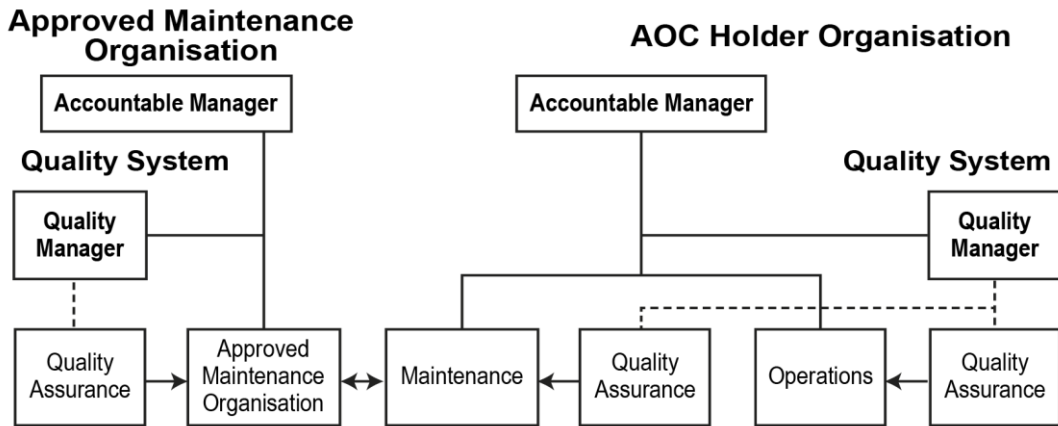 Approved Maintenance
Organisation
AOC Holder Organisation
Accountable Manager
Accountable Manager
Quality System
Quality System
Quality
Manager
Quality
Manager
Quality
Assurance
Approved
Maintenance
Organisation
Maintenance
Quality
Assurance
Operations
Quality
Assurance